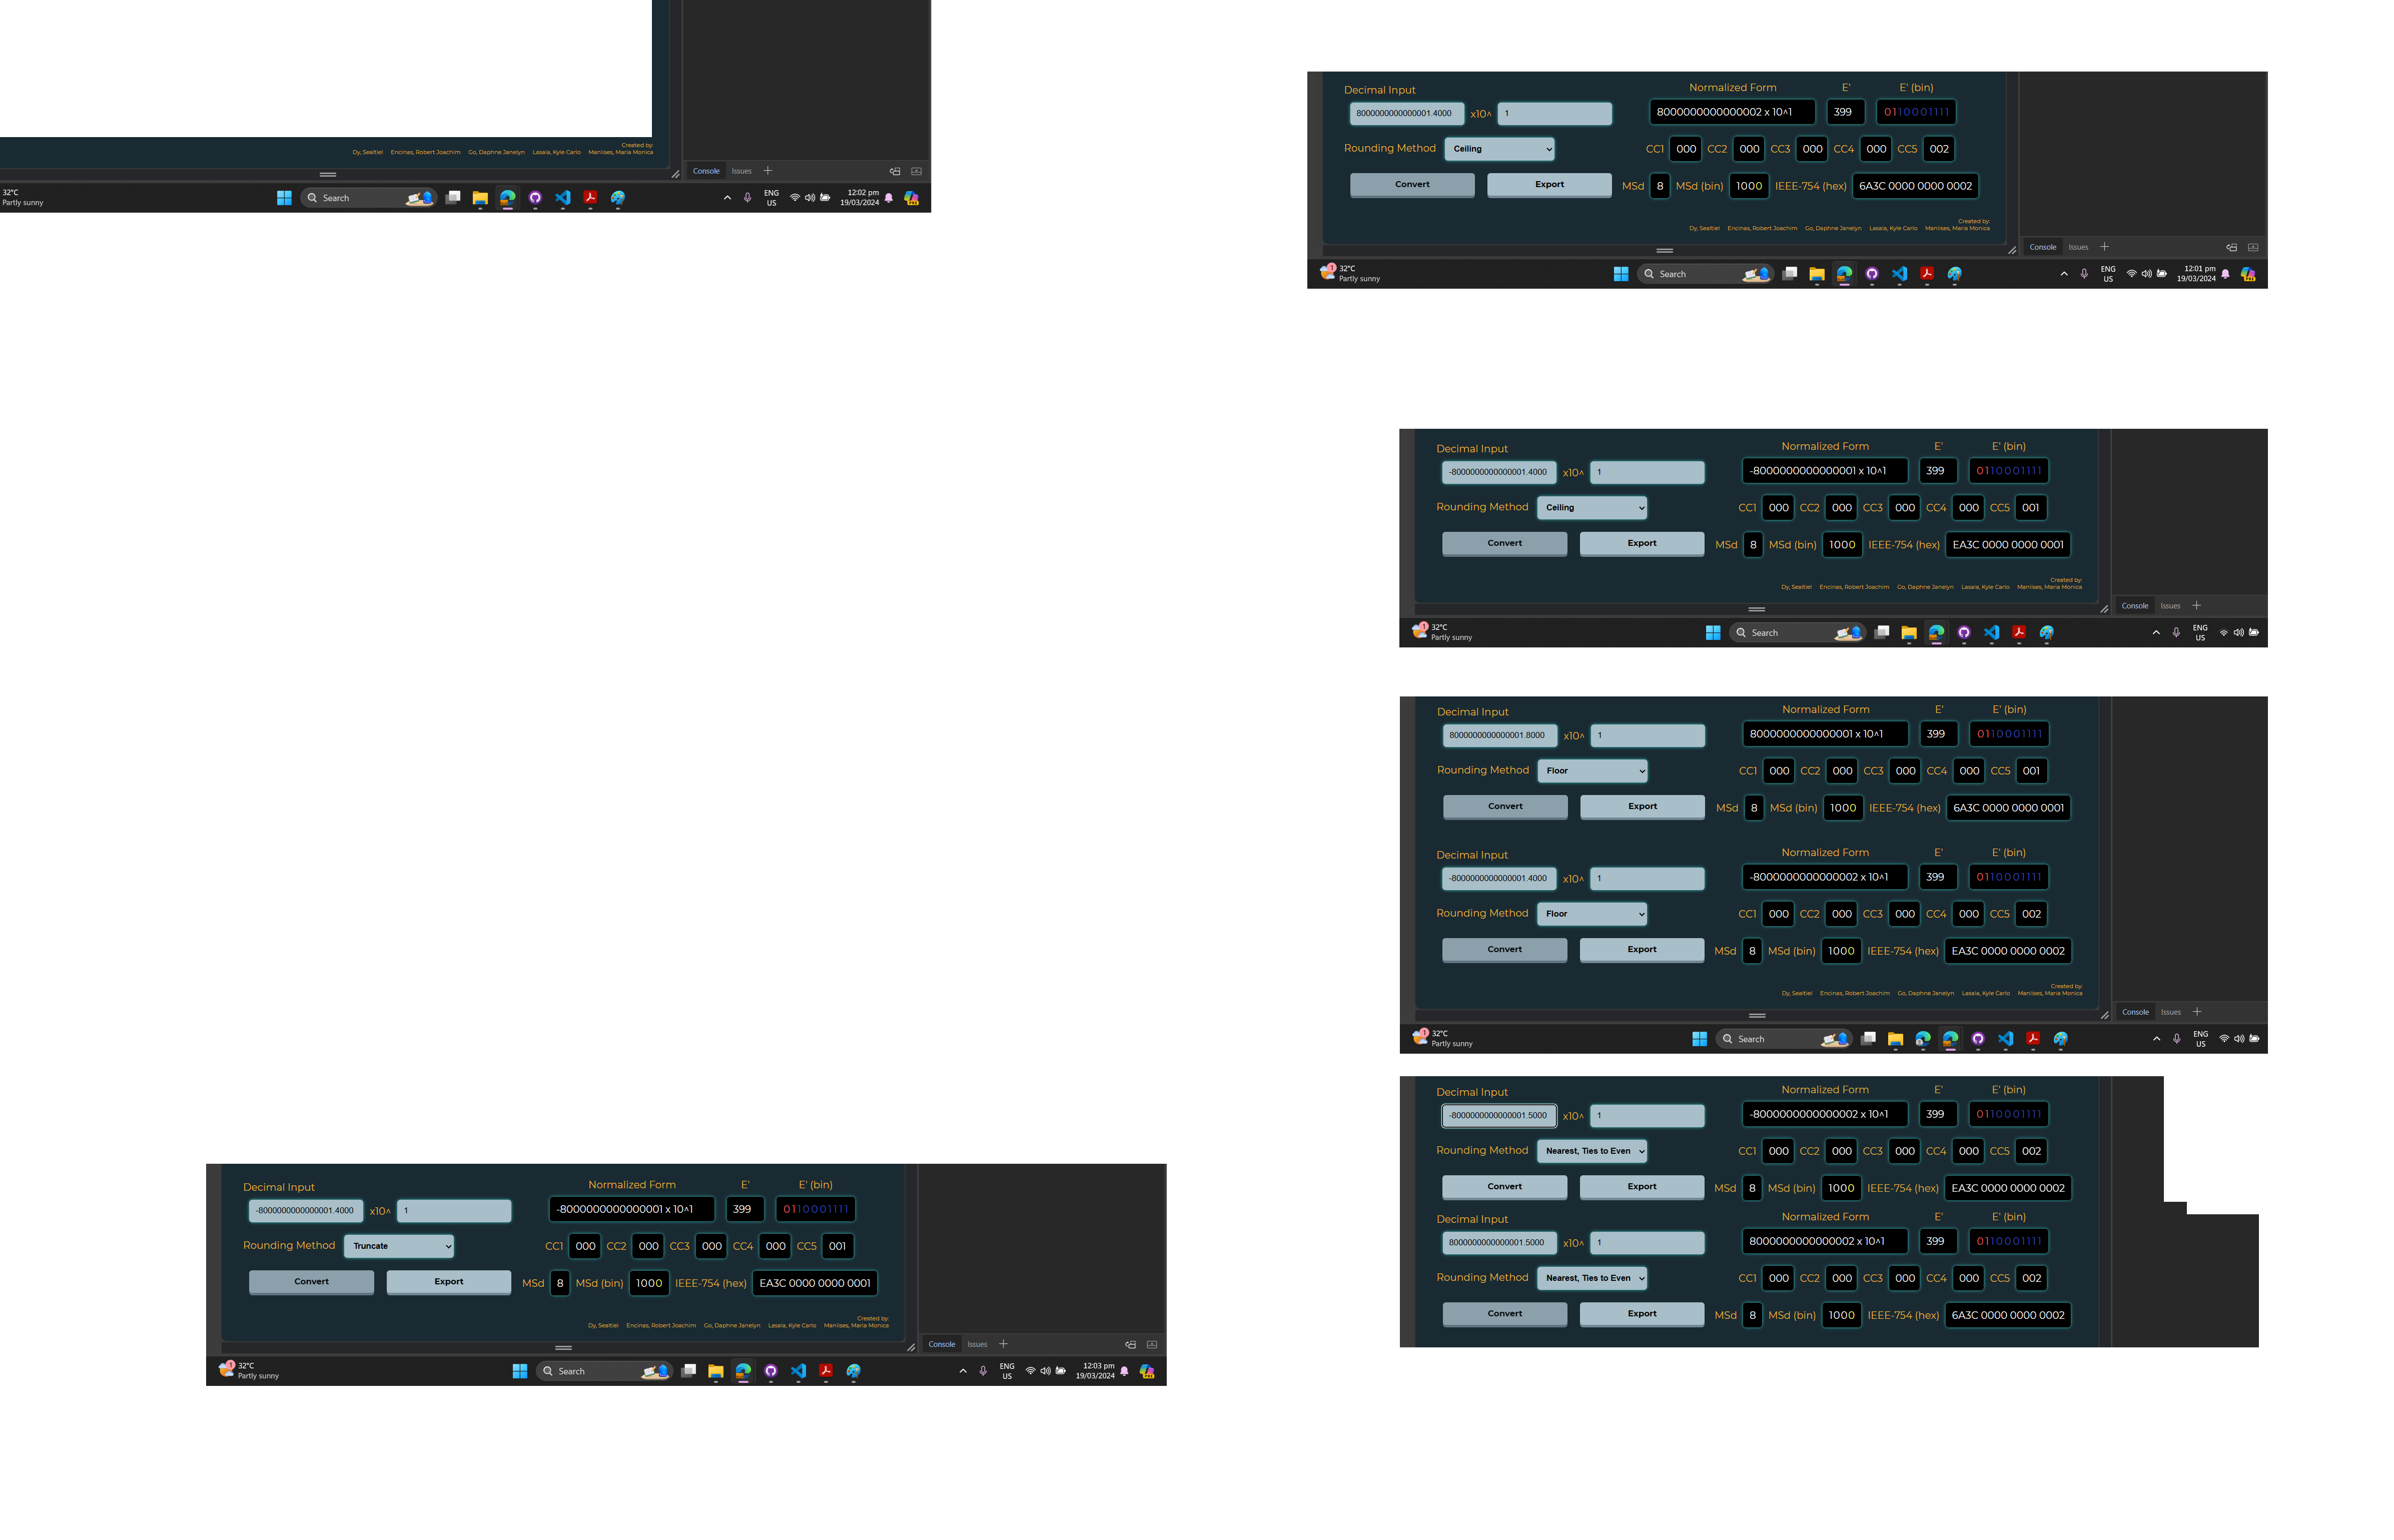 Created by:
Dy, Sealtiel Encinas, Robert Joachim Go, Daphne Janelyn Lasala, Kyle Carlo Manlises, Maria Monica
Console Issues
32°C
Partly sunny
Search
ENG
US
12:02 pm
19/03/2024
Decimal Input
8000000000000001.4000 x10^ 1
Rounding Method Ceiling
Convert Export
Normalized Form E' E' (bin)
8000000000000002 x 10^1 399 0110001111
CC1 000 CC2 000 CC3 000 CC4 000 CC5 002
MSd 8 MSd (bin) 1000 IEEE-754 (hex) 6A3C 0000 0000 0002
Created by:
Dy, Sealtiel Encinas, Robert Joachim Go, Daphne Janelyn Lasala, Kyle Carlo Manlises, Maria Monica
Console Issues
1
32°C
Partly sunny
Search
ENG
US
12:01 pm
19/03/2024
Decimal Input
-8000000000000001.4000 x10^ 1
Rounding Method Ceiling
Convert Export
Normalized Form E' E' (bin)
-8000000000000001 x 10^1 399 0110001111
CC1 000 CC2 000 CC3 000 CC4 000 CC5 001
MSd 8 MSd (bin) 1000 IEEE-754 (hex) EA3C 0000 0000 0001
Created by:
Dy, Sealtiel Encinas, Robert Joachim Go, Daphne Janelyn Lasala, Kyle Carlo Manlises, Maria Monica
Console Issues
1
32°C
Partly sunny
Search
ENG
US
Decimal Input
8000000000000001.8000 x10^ 1
Rounding Method Floor
Convert Export
Normalized Form E' E' (bin)
8000000000000001 x 10^1 399 0110001111
CC1 000 CC2 000 CC3 000 CC4 000 CC5 001
MSd 8 MSd (bin) 1000 IEEE-754 (hex) 6A3C 0000 0000 0001
Decimal Input
-8000000000000001.4000 x10^ 1
Rounding Method Floor
Convert Export
Normalized Form E' E' (bin)
-8000000000000002 x 10^1 399 0110001111
CC1 000 CC2 000 CC3 000 CC4 000 CC5 002
MSd 8 MSd (bin) 1000 IEEE-754 (hex) EA3C 0000 0000 0002
Created by:
Dy, Sealtiel Encinas, Robert Joachim Go, Daphne Janelyn Lasala, Kyle Carlo Manlises, Maria Monica
Console Issues
1
32°C
Partly sunny
Search
ENG
US
Decimal Input
-8000000000000001.5000 x10^ 1
Rounding Method Nearest, Ties to Even
Convert Export
Normalized Form E' E' (bin)
-8000000000000002 x 10^1 399 0110001111
CC1 000 CC2 000 CC3 000 CC4 000 CC5 002
MSd 8 MSd (bin) 1000 IEEE-754 (hex) EA3C 0000 0000 0002
Decimal Input
8000000000000001.5000 x10^ 1
Rounding Method Nearest, Ties to Even
Convert Export
Normalized Form E' E' (bin)
8000000000000002 x 10^1 399 0110001111
CC1 000 CC2 000 CC3 000 CC4 000 CC5 002
MSd 8 MSd (bin) 1000 IEEE-754 (hex) 6A3C 0000 0000 0002
Decimal Input
-8000000000000001.4000 x10^ 1
Rounding Method Truncate
Convert Export
Normalized Form E' E' (bin)
-8000000000000001 x 10^1 399 0110001111
CC1 000 CC2 000 CC3 000 CC4 000 CC5 001
MSd 8 MSd (bin) 1000 IEEE-754 (hex) EA3C 0000 0000 0001
Created by:
Dy, Sealtiel Encinas, Robert Joachim Go, Daphne Janelyn Lasala, Kyle Carlo Manlises, Maria Monica
Console Issues
1
32°C
Partly sunny
Search
ENG
US
12:03 pm
19/03/2024